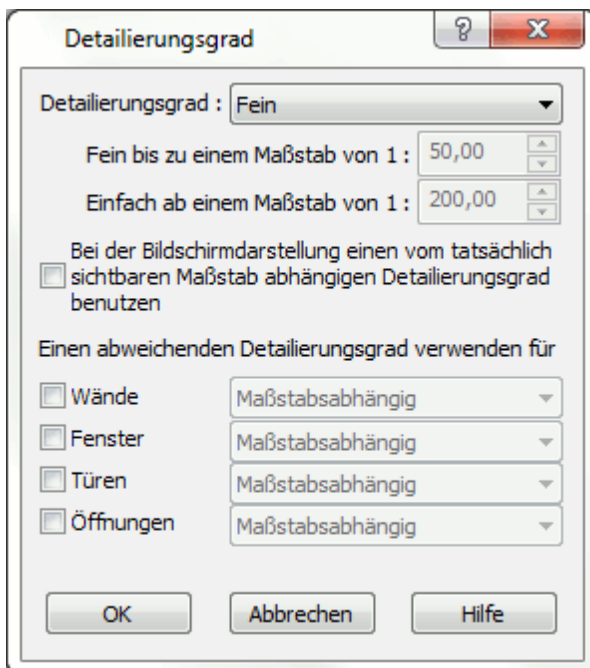 Detailierungsgrad
Detailierungsgrad : Fein
Fein bis zu einem Maßstab von 1 : 50,00
Einfach ab einem Maßstab von 1 : 200,00
Bei der Bildschirmdarstellung einen vom tatsächlich
sichtbaren Maßstab abhängigen Detailierungsgrad
benutzen
Einen abweichenden Detailierungsgrad verwenden für
Wände Maßstabsabhängig
Fenster Maßstabsabhängig
Türen Maßstabsabhängig
Öffnungen Maßstabsabhängig
OK Abbrechen Hilfe